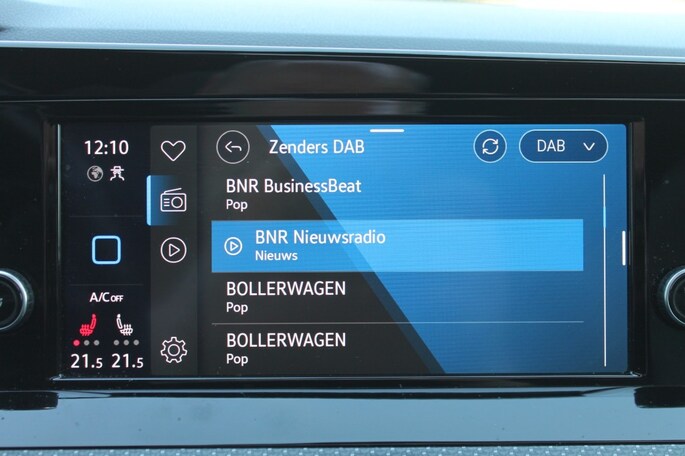 12:10
Zenders DAB
DAB
BNR BusinessBeat
Pop
BNR Nieuwsradio
Nieuws
BOLLERWAGEN
Pop
BOLLERWAGEN
Pop
A/C OFF
21.5 21.5